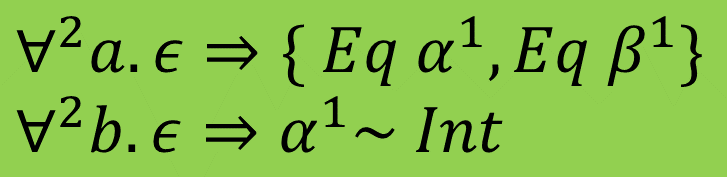 ∀²a. ϵ ⇒ { Eq α¹, Eq β¹}
∀²b. ϵ ⇒ α¹~ Int